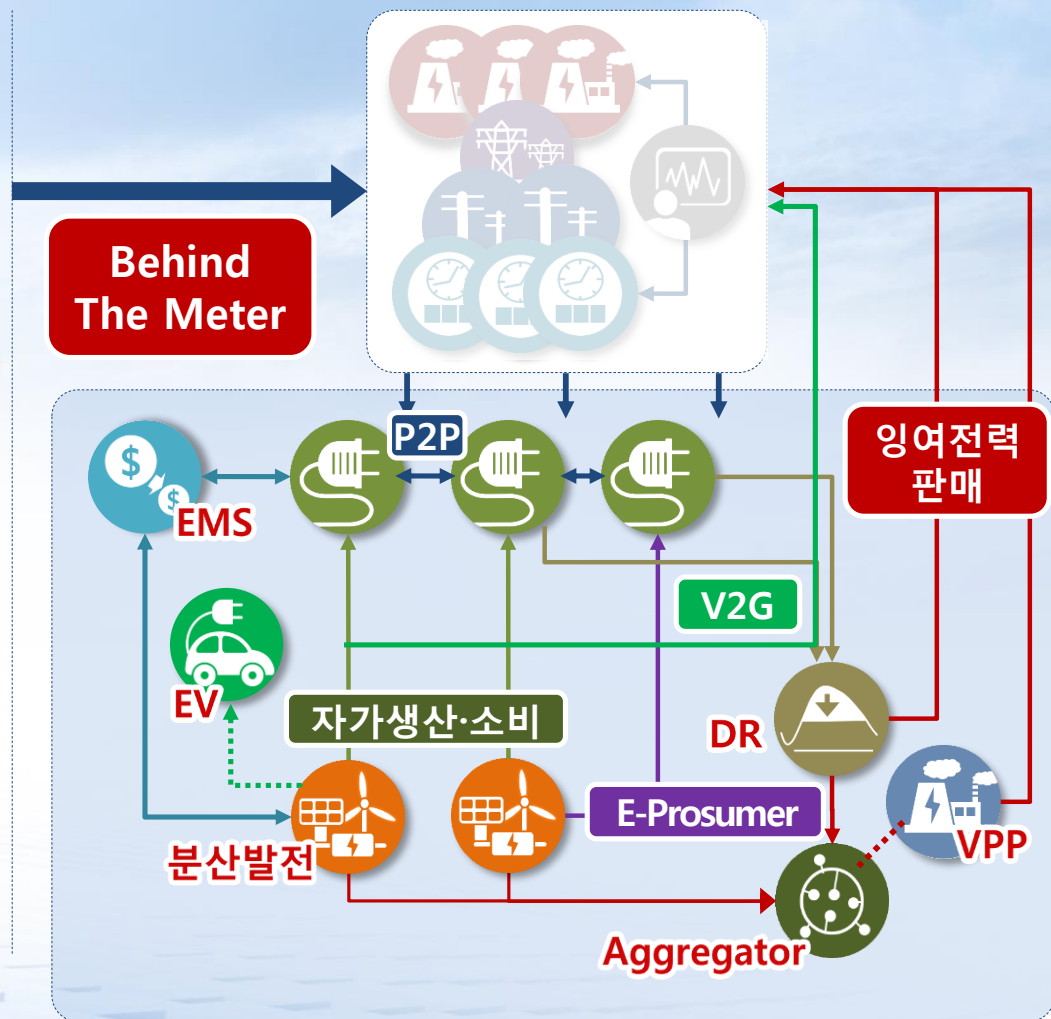 Behind
The Meter
잉여전력
판매
P2P
$
$
EMS
V2G
EV
자가생산·소비
DR
E-Prosumer
VPP
분산발전
Aggregator